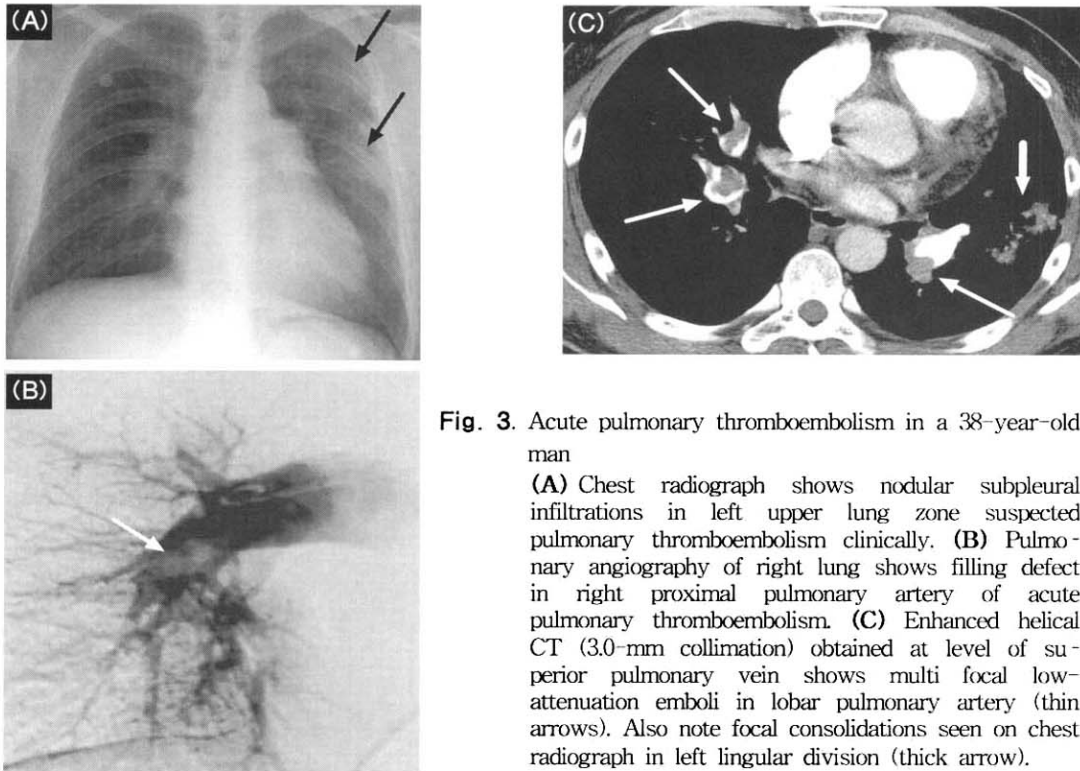 (A)
(C)
(B)
Fig. 3. Acute pulmonary thromboembolism in a 38-year-old
man
(A) Chest radiograph shows nodular subpleural
infiltrations in left upper lung zone suspected
pulmonary thromboembolism clinically. (B) Pulmo-
nary angiography of right lung shows filling defect
in right proximal pulmonary artery of acute
pulmonary thromboembolism. (C) Enhanced helical
CT (3.0-mm collimation) obtained at level of su-
perior pulmonary vein shows multi focal low-
attenuation emboli in lobar pulmonary artery (thin
arrows). Also note focal consolidations seen on chest
radiograph in left lingular division (thick arrow).